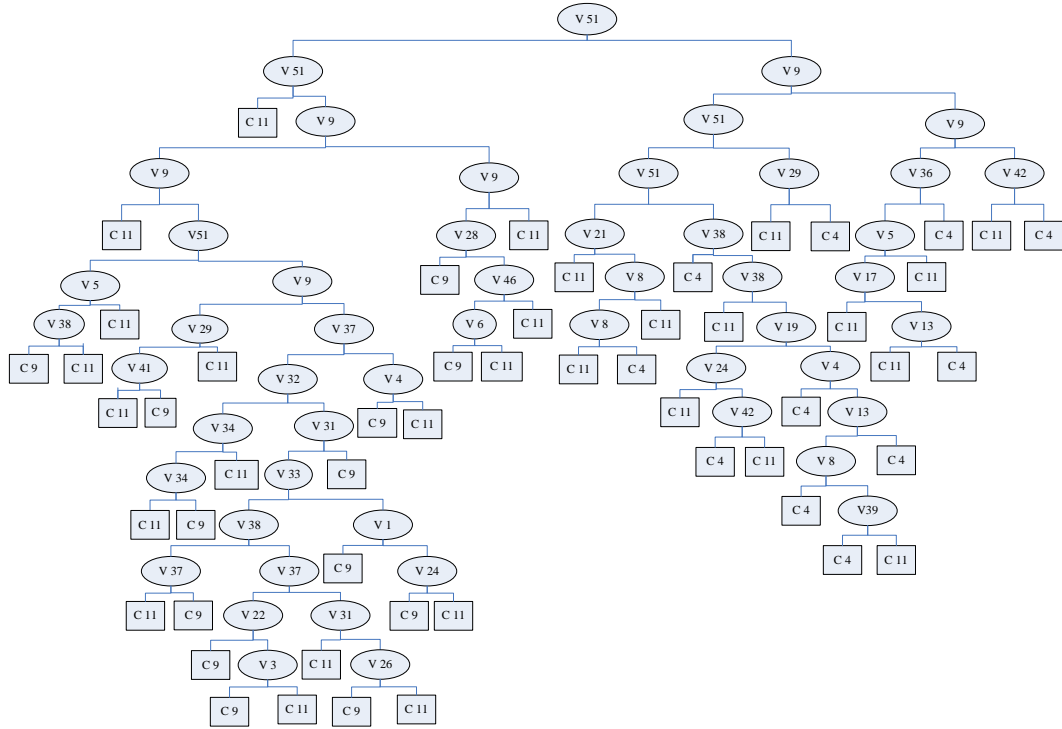 V 51
V 51
V 9
C 11
V 9
V 51
V 9
V 9
V 9
V 51
V 29
V 36
V 42
C 11
V51
V 28
C 11
V 21
V 38
C 11
C 4
V 5
C 4
C 11
C 4
V 5
V 9
C 9
V 46
C 11
V 8
C 4
V 38
V 17
C 11
V 38
C 11
V 29
V 37
V 6
C 11
V 8
C 11
C 11
V 19
C 11
V 13
C 9
C 11
V 41
C 11
V 32
V 4
C 9
C 11
C 11
C 4
V 24
V 4
C 11
C 4
C 11
C 9
V 34
V 31
C 9
C 11
C 11
V 42
C 4
V 13
V 34
C 11
V 33
C 9
C 4
C 11
V 8
C 4
C 11
C 9
V 38
V 1
C 4
V39
V 37
V 37
C 9
V 24
C 4
C 11
C 11
C 9
V 22
V 31
C 9
C 11
C 9
V 3
C 11
V 26
C 9
C 11
C 9
C 11